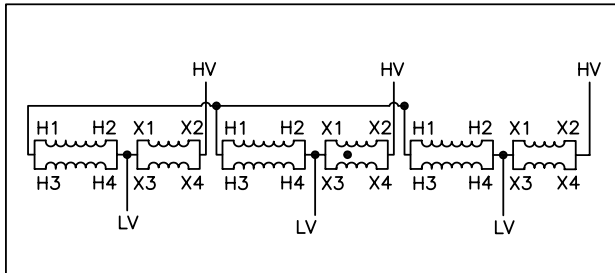 HV HV HV
H1 H2 X1 X2 H1 H2 X1 X2 H1 H2 X1 X2
H3 H4 X3 X4 H3 H4 X3 X4 H3 H4 X3 X4
LV LV LV